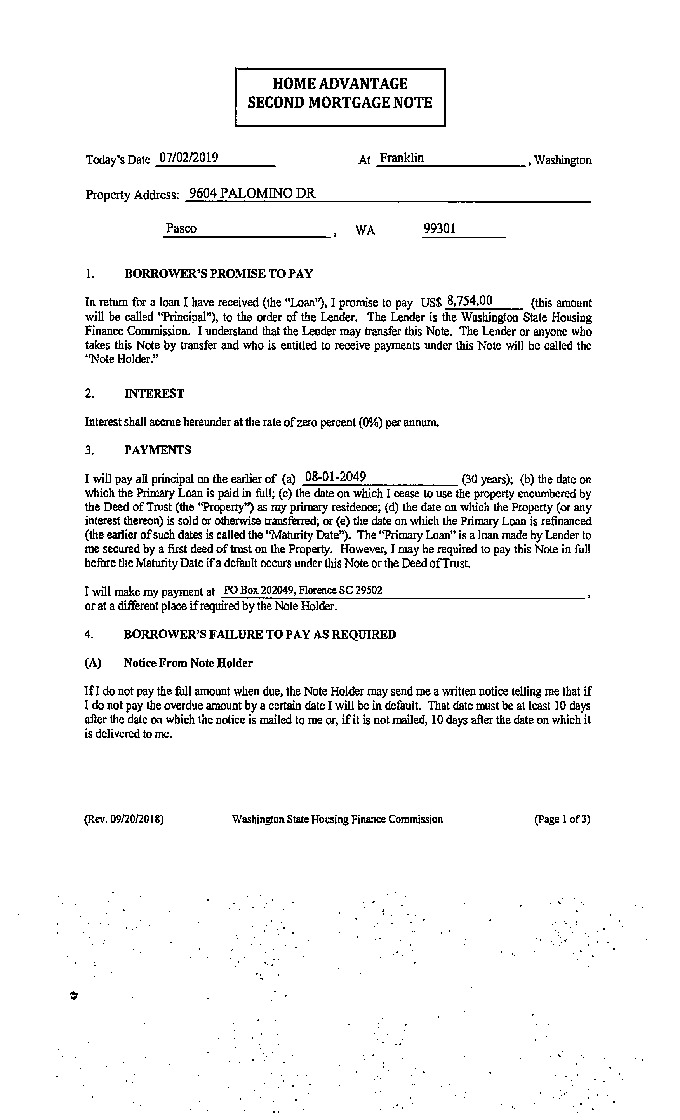 HOME ADVANTAGE
SECOND MORTGAGE NOTE
Today's Date 07/02/2019 At Franklin , Washington
Property Address: 9604 PALOMINO DR
Pasco , WA 99301
1. BORROWER'S PROMISE TO PAY
In return for a loan I have received (the "Loan"), I promise to pay US$ 8,754.00 (this amount
will be called "Principal"), to the order of the Lender. The Lender is the Washington State Housing
Finance Commission. I understand that the Lender may transfer this Note. The Lender or anyone who
takes this Note by transfer and who is entitled to receive payments under this Note will be called the
"Note Holder."
2. INTEREST
Interest shall accrue hereunder at the rate of zero percent (0%) per annum.
3. PAYMENTS
I will pay all principal on the earlier of (a) 08-01-2049 (30 years); (b) the date on
which the Primary Loan is paid in full; (c) the date on which I cease to use the property encumbered by
the Deed of Trust (the "Property") as my primary residence; (d) the date on which the Property (or any
interest thereon) is sold or otherwise transferred; or (e) the date on which the Primary Loan is refinanced
(the earlier of such dates is called the "Maturity Date"). The "Primary Loan" is a loan made by Lender to
me secured by a first deed of trust on the Property. However, I may be required to pay this Note in full
before the Maturity Date if a default occurs under this Note or the Deed of Trust.
I will make my payment at PO Box 202049, Florence SC 29502 ,
or at a different place if required by the Note Holder.
4. BORROWER'S FAILURE TO PAY AS REQUIRED
(A) Notice From Note Holder
If I do not pay the full amount when due, the Note Holder may send me a written notice telling me that if
I do not pay the overdue amount by a certain date I will be in default. That date must be at least 10 days
after the date on which the notice is mailed to me or, if it is not mailed, 10 days after the date on which it
is delivered to me.
(Rev. 09/20/2018) Washington State Housing Finance Commission (Page 1 of 3)